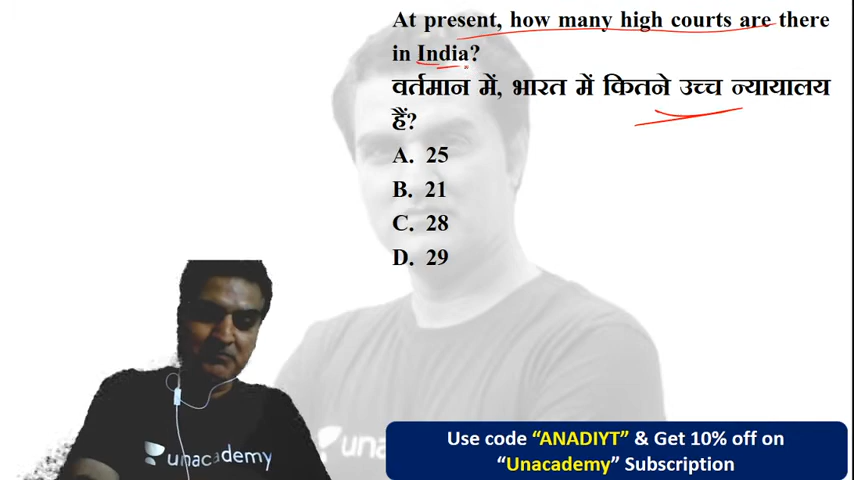 At present, how many high courts are there
in India?
वर्तमान में, भारत में कितने उच्च न्यायालय
हैं?
A. 25
B. 21
C. 28
D. 29
unacademy
una
Use code “ANADIYT” & Get 10% off on
“Unacademy” Subscription